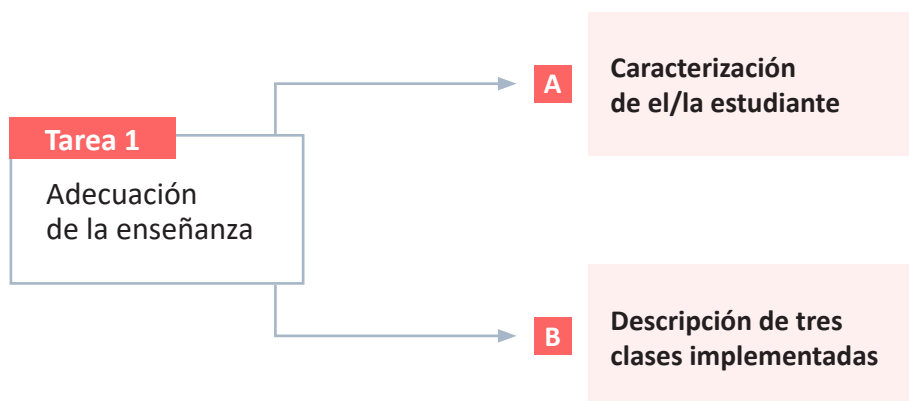 Tarea 1
Adecuación
de la enseñanza
A
Caracterización
de el/la estudiante
B
Descripción de tres
clases implementadas